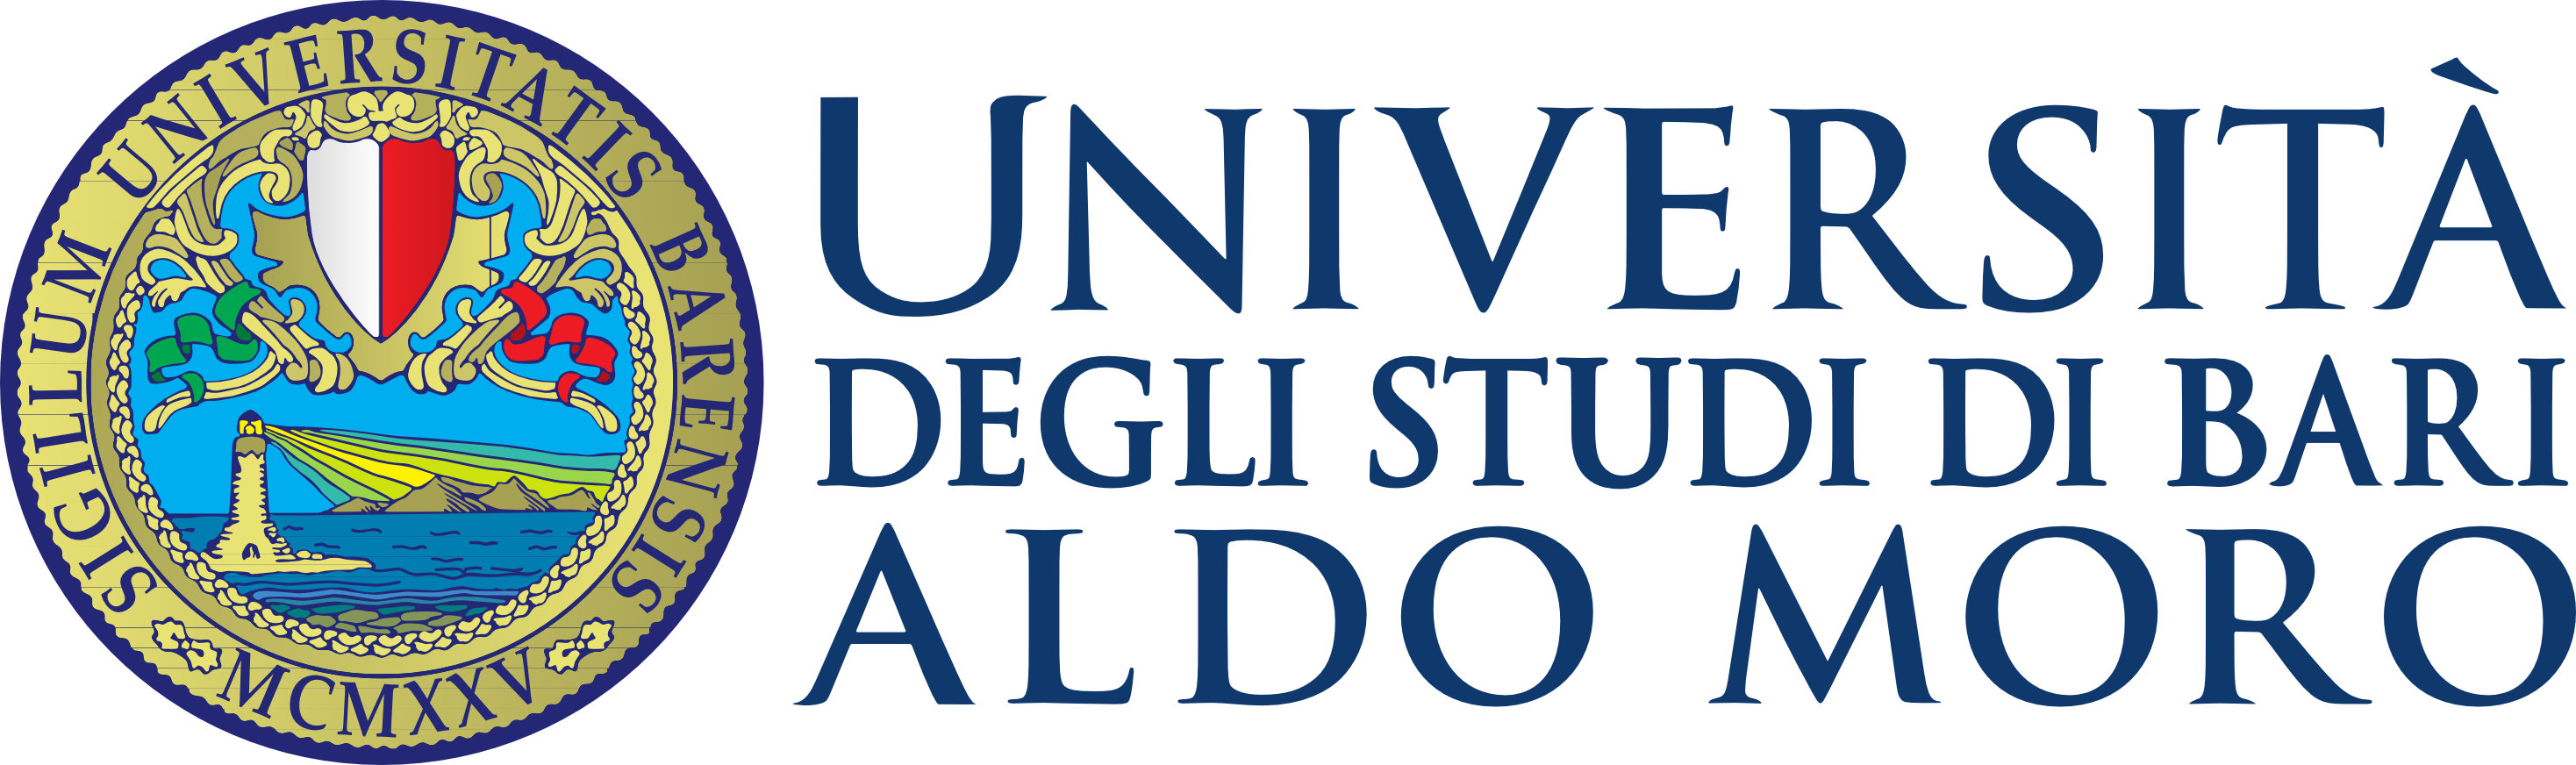 SIGILLUM UNIVERSITATIS BARENSIS
MCMXXV
UNIVERSITÀ
DEGLI STUDI DI BARI
ALDO MORO